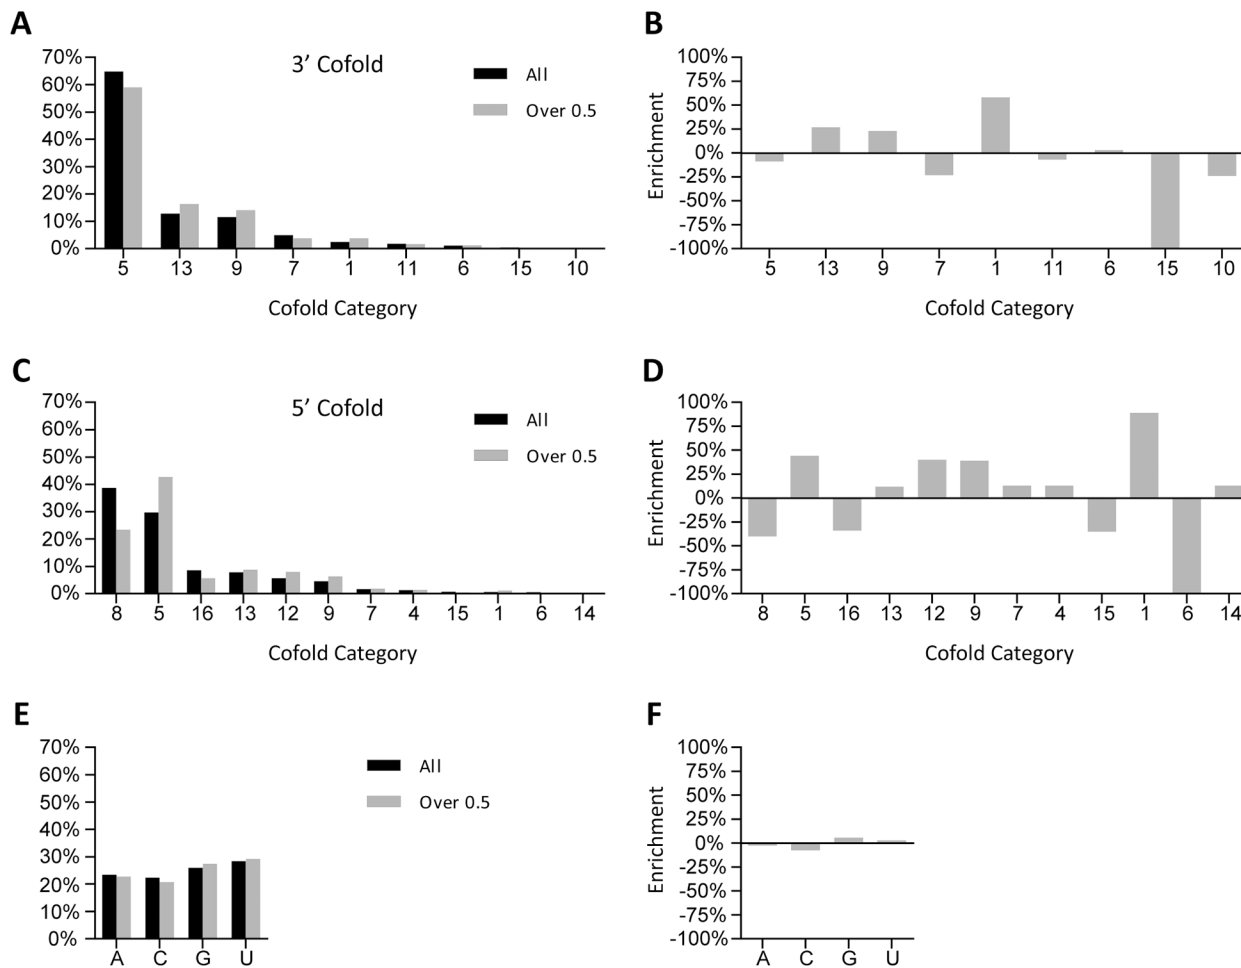 A
70%
60%
50%
40%
30%
20%
10%
0%
3’ Cofold
All
Over 0.5
5 13 9 7 1 11 6 15 10
Cofold Category
B
100%
75%
50%
25%
0%
-25%
-50%
-75%
-100%
Enrichment
5 13 9 7 1 11 6 15 10
Cofold Category
C
70%
60%
50%
40%
30%
20%
10%
0%
5’ Cofold
All
Over 0.5
8 5 16 13 12 9 7 4 15 1 6 14
Cofold Category
D
100%
75%
50%
25%
0%
-25%
-50%
-75%
-100%
Enrichment
8 5 16 13 12 9 7 4 15 1 6 14
Cofold Category
E
70%
60%
50%
40%
30%
20%
10%
0%
All
Over 0.5
A C G U
F
100%
75%
50%
25%
0%
-25%
-50%
-75%
-100%
Enrichment
A C G U